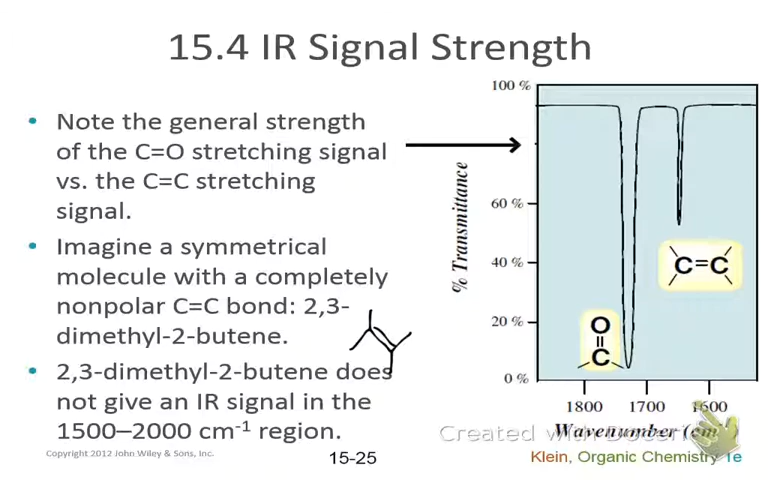 15.4 IR Signal Strength
• Note the general strength
of the C=O stretching signal
vs. the C=C stretching
signal.
• Imagine a symmetrical
molecule with a completely
nonpolar C=C bond: 2,3-
dimethyl-2-butene.
• 2,3-dimethyl-2-butene does
not give an IR signal in the
1500–2000 cm-1 region.
100 %
60 %
40 %
20 %
0 %
% Transmittance
C=C
O
C
1800 1700 1600
Wavenumber (cm
Created with
Copyright 2012 John Wiley & Sons, Inc.
15-25
Klein, Organic Chemistry 1e